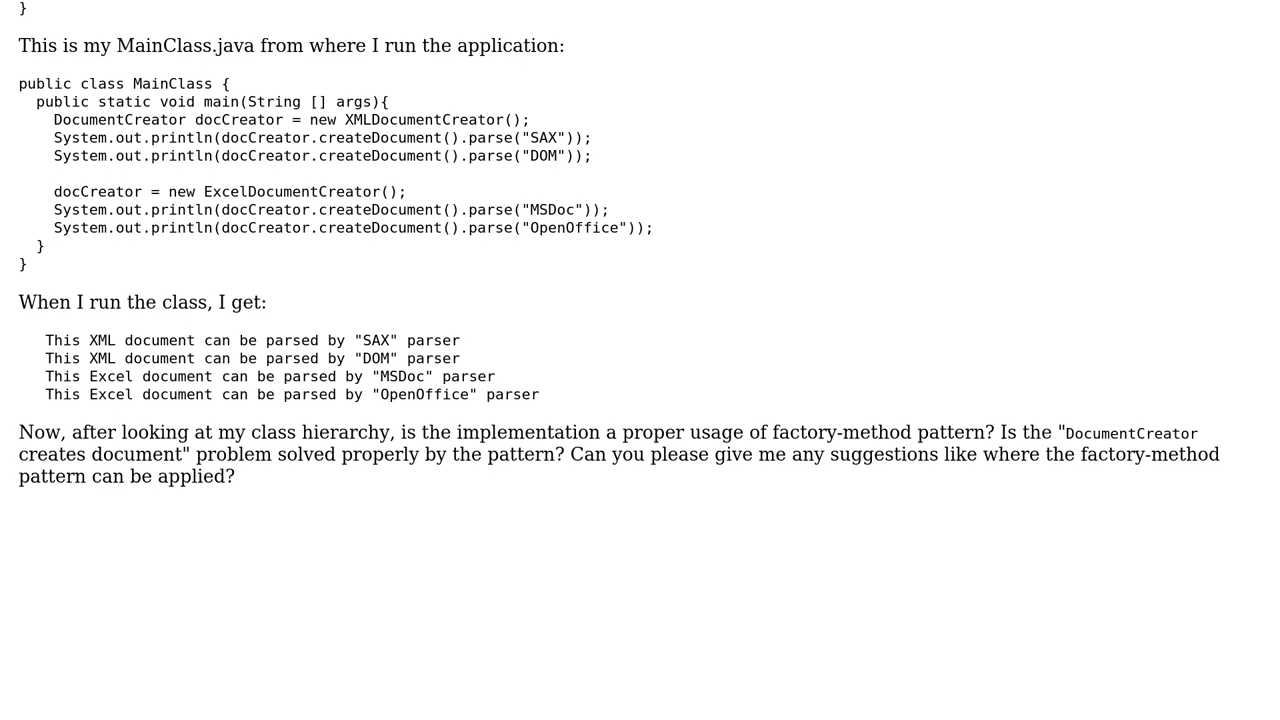 }
This is my MainClass.java from where I run the application:
public class MainClass {
  public static void main(String [] args){
    DocumentCreator docCreator = new XMLDocumentCreator();
    System.out.println(docCreator.createDocument().parse("SAX"));
    System.out.println(docCreator.createDocument().parse("DOM"));
    docCreator = new ExcelDocumentCreator();
    System.out.println(docCreator.createDocument().parse("MSDoc"));
    System.out.println(docCreator.createDocument().parse("OpenOffice"));
  }
}
When I run the class, I get:
   This XML document can be parsed by "SAX" parser
   This XML document can be parsed by "DOM" parser
   This Excel document can be parsed by "MSDoc" parser
   This Excel document can be parsed by "OpenOffice" parser
Now, after looking at my class hierarchy, is the implementation a proper usage of factory-method pattern? Is the "DocumentCreator
creates document" problem solved properly by the pattern? Can you please give me any suggestions like where the factory-method
pattern can be applied?